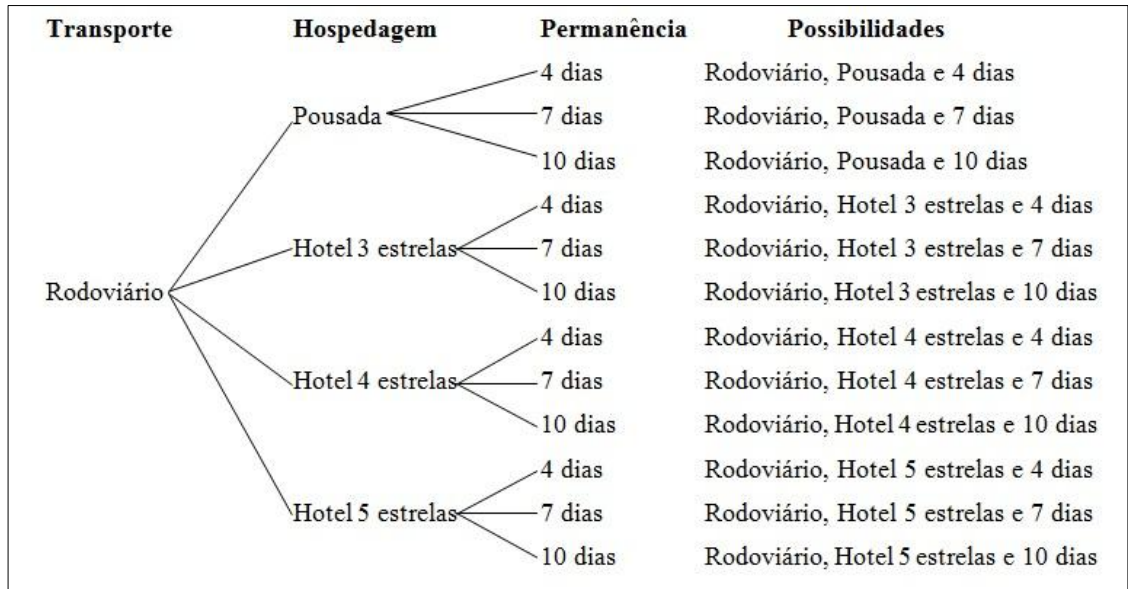 Transporte Hospedagem Permanência Possibilidades
4 dias Rodoviário, Pousada e 4 dias
Pousada 7 dias Rodoviário, Pousada e 7 dias
10 dias Rodoviário, Pousada e 10 dias
4 dias Rodoviário, Hotel 3 estrelas e 4 dias
Hotel 3 estrelas 7 dias Rodoviário, Hotel 3 estrelas e 7 dias
Rodoviário 10 dias Rodoviário, Hotel 3 estrelas e 10 dias
4 dias Rodoviário, Hotel 4 estrelas e 4 dias
Hotel 4 estrelas 7 dias Rodoviário, Hotel 4 estrelas e 7 dias
10 dias Rodoviário, Hotel 4 estrelas e 10 dias
4 dias Rodoviário, Hotel 5 estrelas e 4 dias
Hotel 5 estrelas 7 dias Rodoviário, Hotel 5 estrelas e 7 dias
10 dias Rodoviário, Hotel 5 estrelas e 10 dias